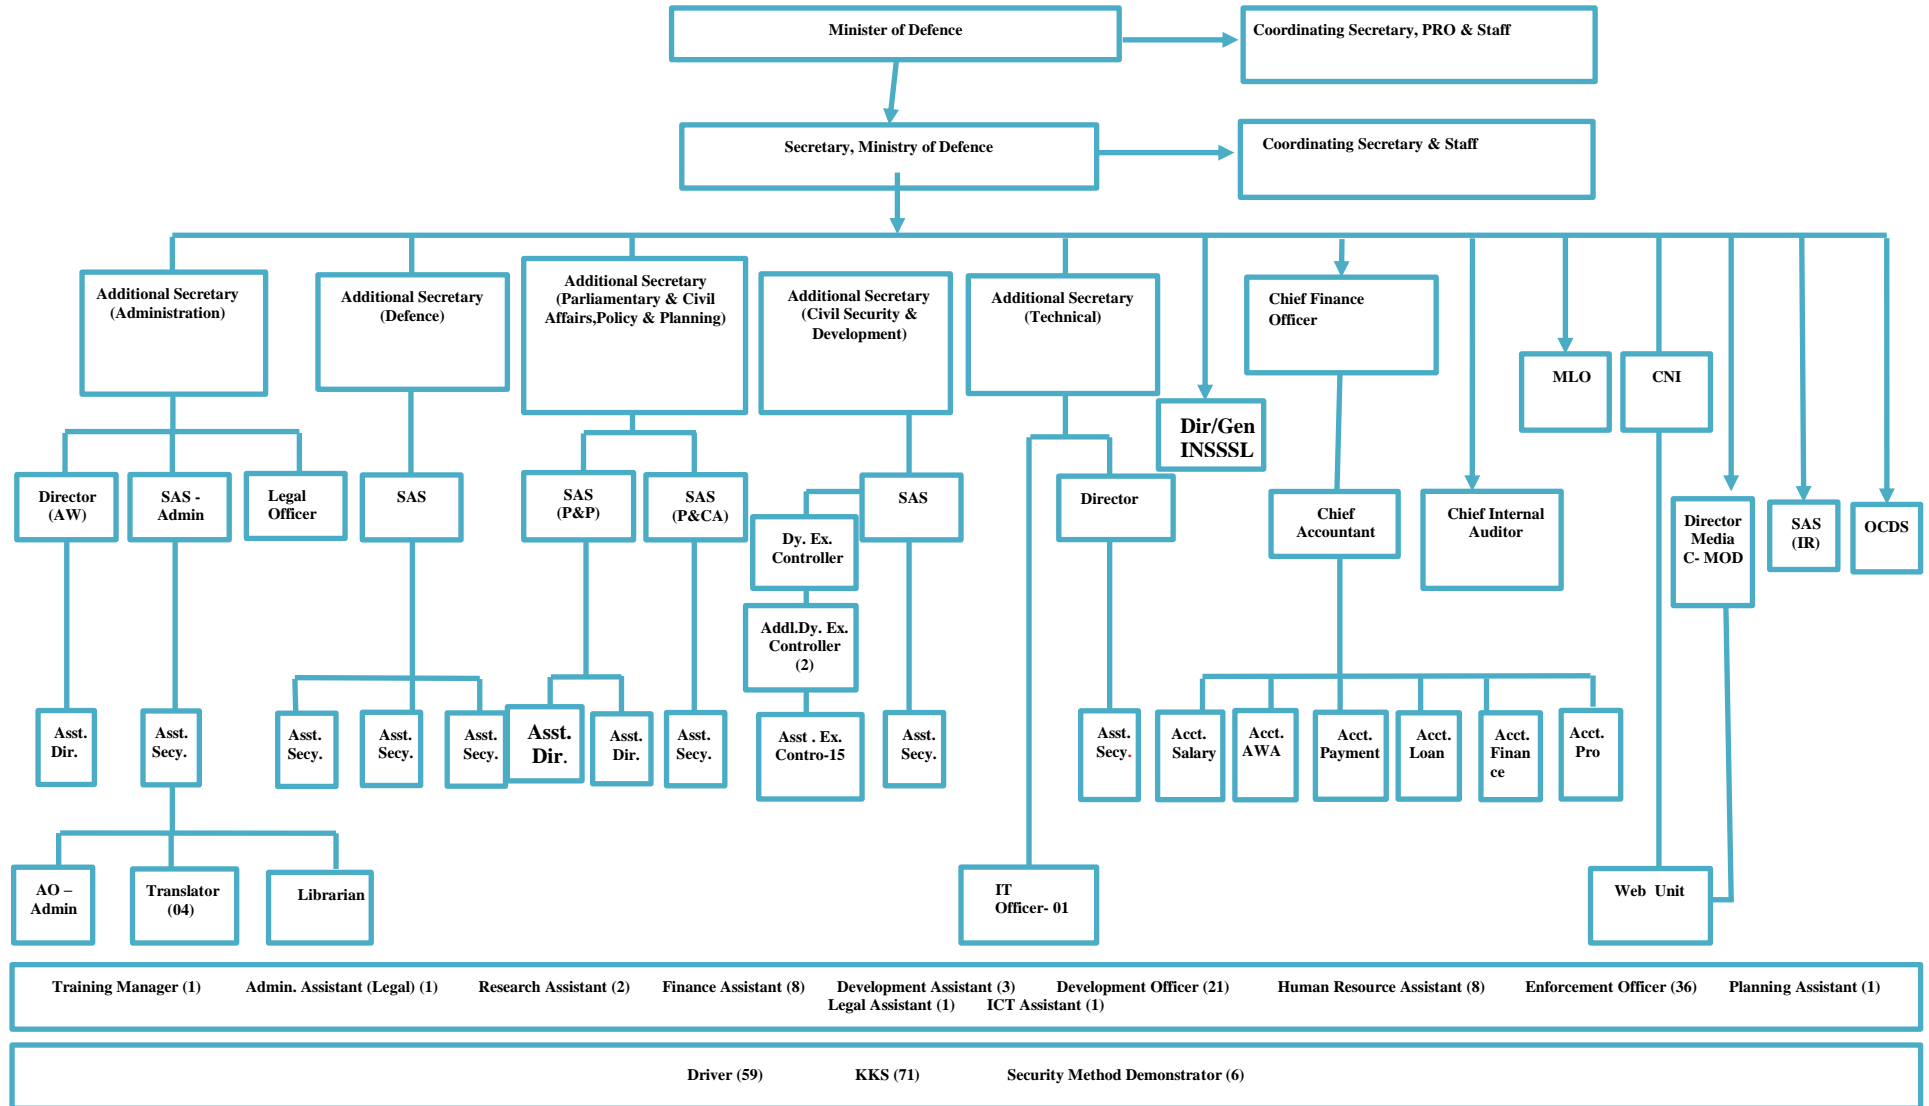 Minister of Defence
Coordinating Secretary, PRO & Staff
Secretary, Ministry of Defence
Coordinating Secretary & Staff
Additional Secretary
(Administration)
Additional Secretary
(Defence)
Additional Secretary
(Parliamentary & Civil
Affairs,Policy & Planning)
Additional Secretary
(Civil Security &
Development)
Additional Secretary
(Technical)
Chief Finance
Officer
Dir/Gen
INSSSL
MLO
CNI
Director
(AW)
SAS -
Admin
Legal
Officer
SAS
SAS
(P&P)
SAS
(P&CA)
Dy. Ex.
Controller
SAS
Director
Chief
Accountant
Chief Internal
Auditor
Director
Media
C- MOD
SAS
(IR)
OCDS
Addl.Dy. Ex.
Controller
(2)
Asst.
Dir.
Asst.
Secy.
Asst.
Secy.
Asst.
Secy.
Asst.
Secy.
Asst.
Dir.
Asst.
Dir.
Asst.
Secy.
Asst . Ex.
Contro-15
Asst.
Secy.
Asst.
Secy.
Acct.
Salary
Acct.
AWA
Acct.
Payment
Acct.
Loan
Acct.
Finan
ce
Acct.
Pro
AO –
Admin
Translator
(04)
Librarian
IT
Officer- 01
Web Unit
Training Manager (1) Admin. Assistant (Legal) (1) Research Assistant (2) Finance Assistant (8) Development Assistant (3) Development Officer (21) Human Resource Assistant (8) Enforcement Officer (36) Planning Assistant (1)
Legal Assistant (1) ICT Assistant (1)
Driver (59) KKS (71) Security Method Demonstrator (6)